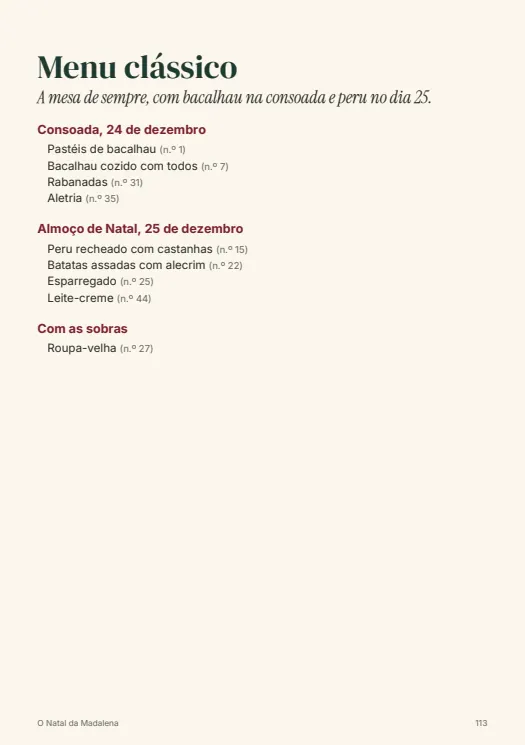 Menu clássico
A mesa de sempre, com bacalhau na consoada e peru no dia 25.
Consoada, 24 de dezembro
Pastéis de bacalhau (n.º 1)
Bacalhau cozido com todos (n.º 7)
Rabanadas (n.º 31)
Aletria (n.º 35)
Almoço de Natal, 25 de dezembro
Peru recheado com castanhas (n.º 15)
Batatas assadas com alecrim (n.º 22)
Esparregado (n.º 25)
Leite-creme (n.º 44)
Com as sobras
Roupa-velha (n.º 27)
O Natal da Madalena
113